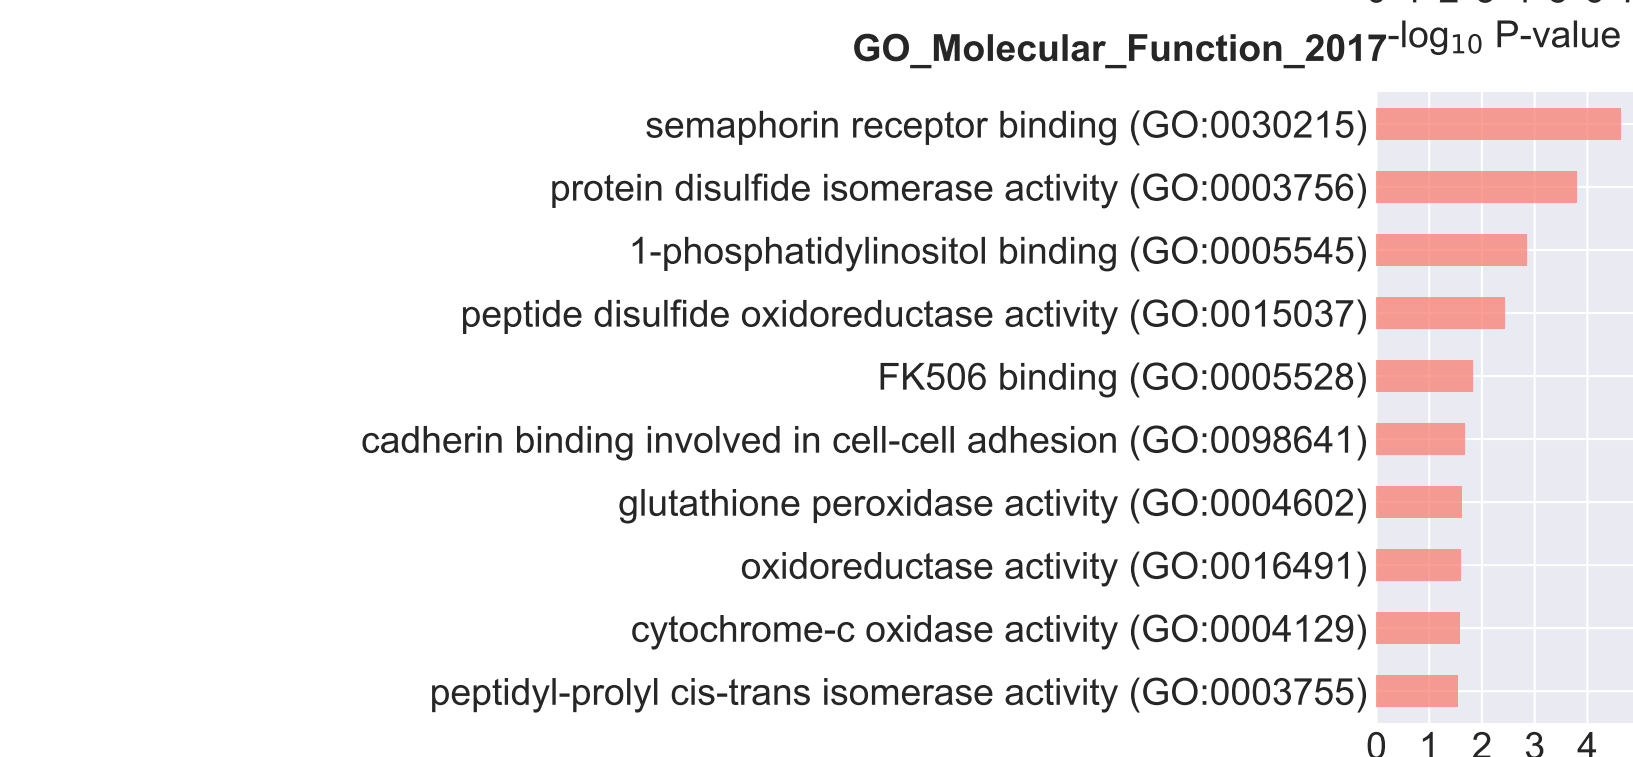 -log10 P-value
GO_Molecular_Function_2017
semaphorin receptor binding (GO:0030215)
protein disulfide isomerase activity (GO:0003756)
1-phosphatidylinositol binding (GO:0005545)
peptide disulfide oxidoreductase activity (GO:0015037)
FK506 binding (GO:0005528)
cadherin binding involved in cell-cell adhesion (GO:0098641)
glutathione peroxidase activity (GO:0004602)
oxidoreductase activity (GO:0016491)
cytochrome-c oxidase activity (GO:0004129)
peptidyl-prolyl cis-trans isomerase activity (GO:0003755)
0 1 2 3 4